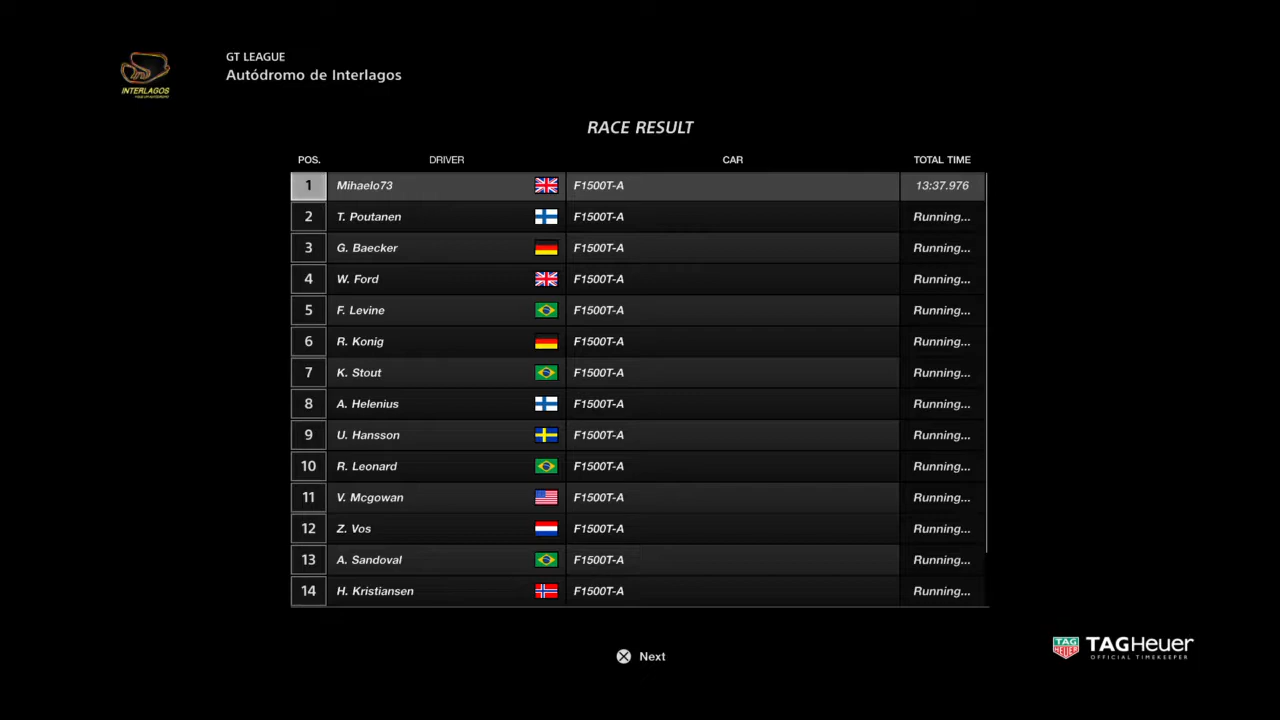 GT LEAGUE
Autódromo de Interlagos
INTERLAGOS
RACE RESULT
POS. DRIVER CAR TOTAL TIME
1 Mihaelo73 F1500T-A 13:37.976
2 T. Poutanen F1500T-A Running...
3 G. Baecker F1500T-A Running...
4 W. Ford F1500T-A Running...
5 F. Levine F1500T-A Running...
6 R. Konig F1500T-A Running...
7 K. Stout F1500T-A Running...
8 A. Helenius F1500T-A Running...
9 U. Hansson F1500T-A Running...
10 R. Leonard F1500T-A Running...
11 V. Mcgowan F1500T-A Running...
12 Z. Vos F1500T-A Running...
13 A. Sandoval F1500T-A Running...
14 H. Kristiansen F1500T-A Running...
Next
TAG HEUER TAGHeuer
OFFICIAL TIMEKEEPER